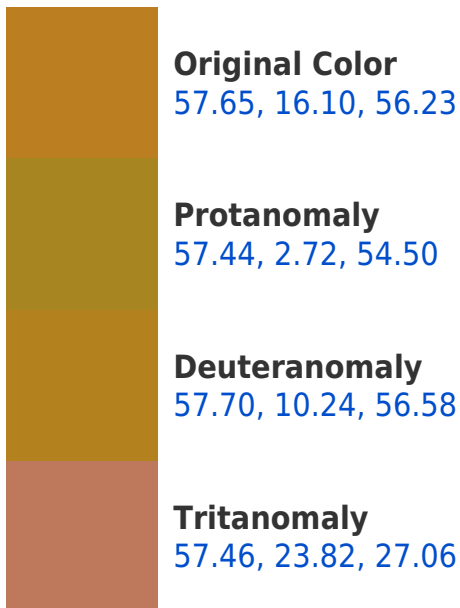 Original Color
57.65, 16.10, 56.23
Protanomaly
57.44, 2.72, 54.50
Deuteranomaly
57.70, 10.24, 56.58
Tritanomaly
57.46, 23.82, 27.06